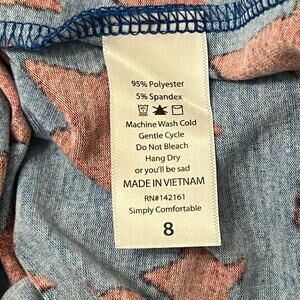 95% Polyester
5% Spandex
Machine Wash Cold
Gentle Cycle
Do Not Bleach
Hang Dry
or you'll be sad
MADE IN VIETNAM
RN#142161
Simply Comfortable
8